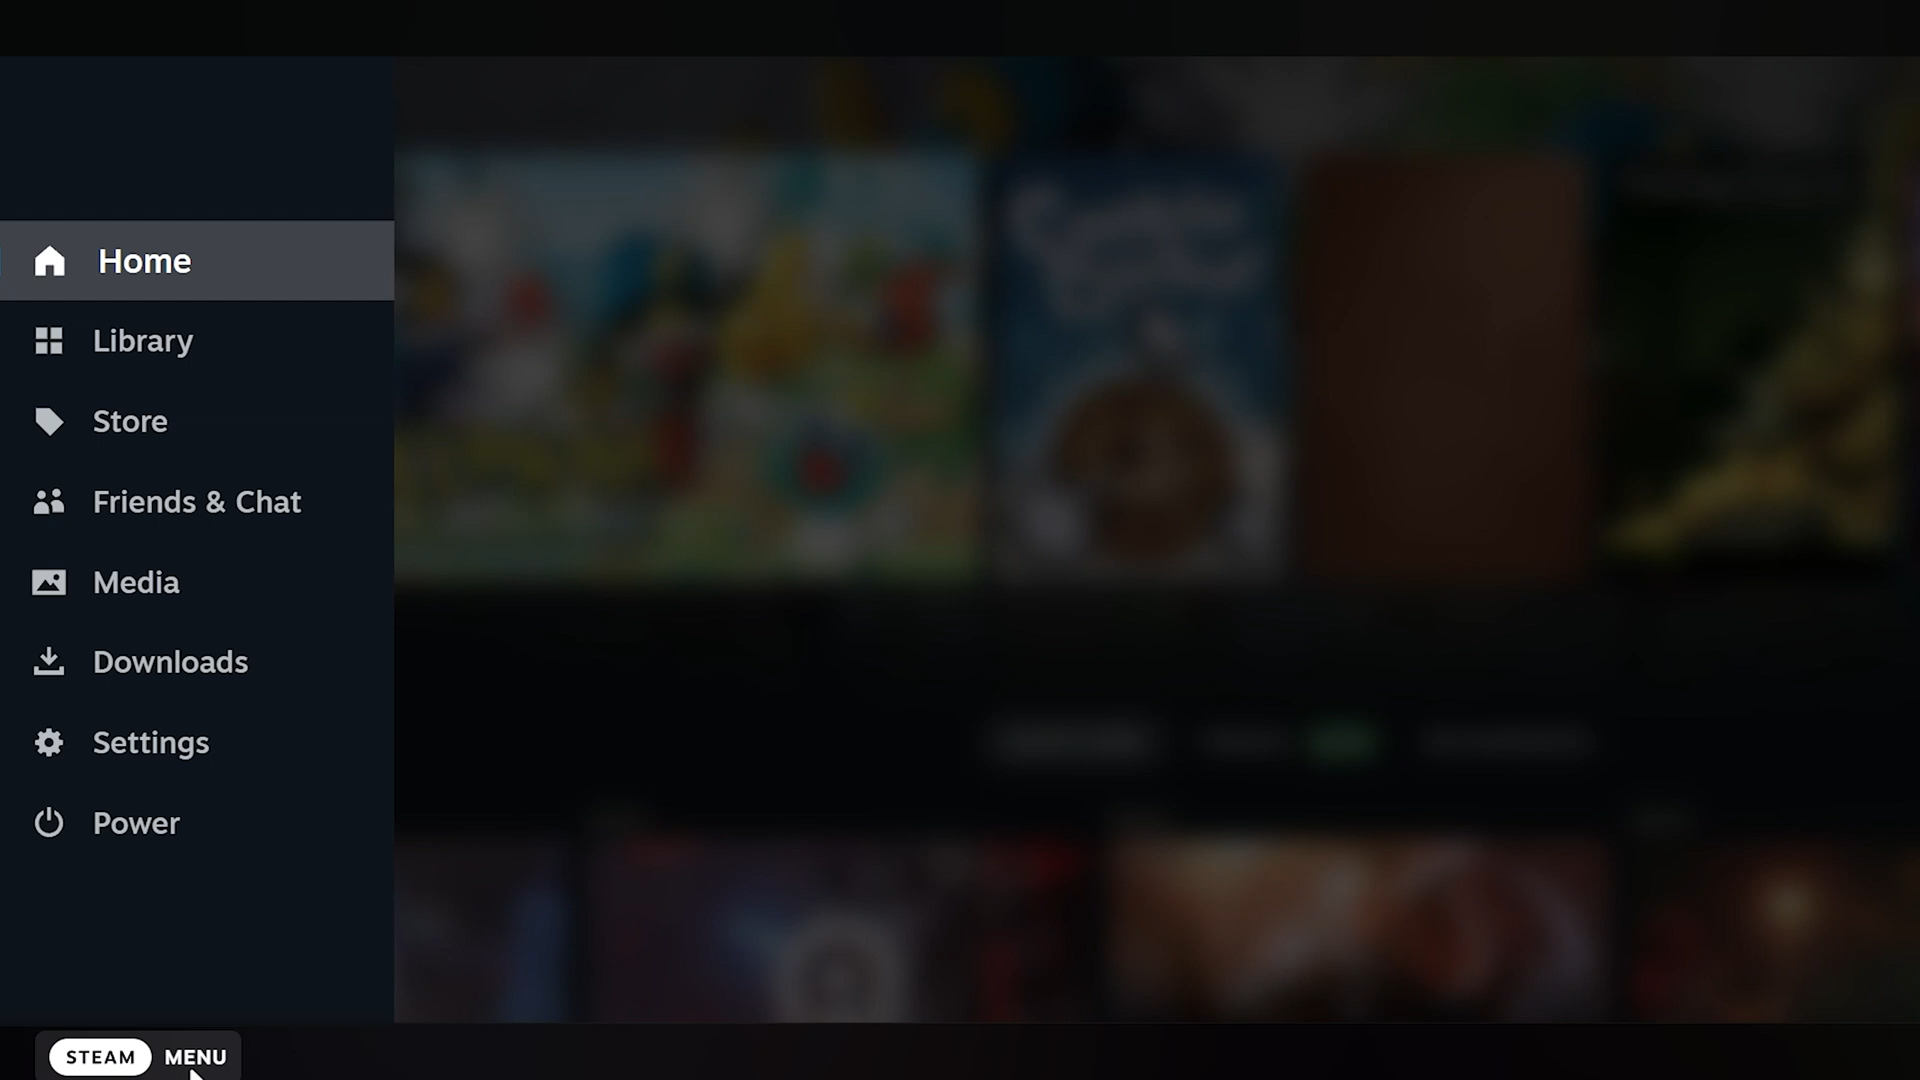 Home
Library
Store
Friends & Chat
Media
Downloads
Settings
Power
STEAM MENU